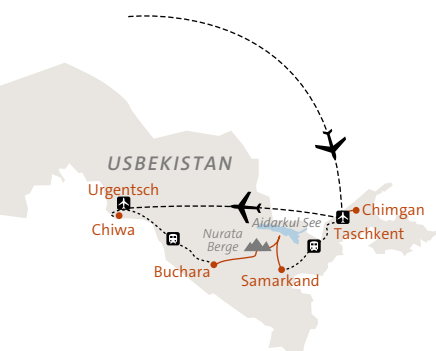 USBEKISTAN
Urgentsch
Chiwa
Aidarkul See
Nurata
Berge
Chimgan
Taschkent
Buchara
Samarkand